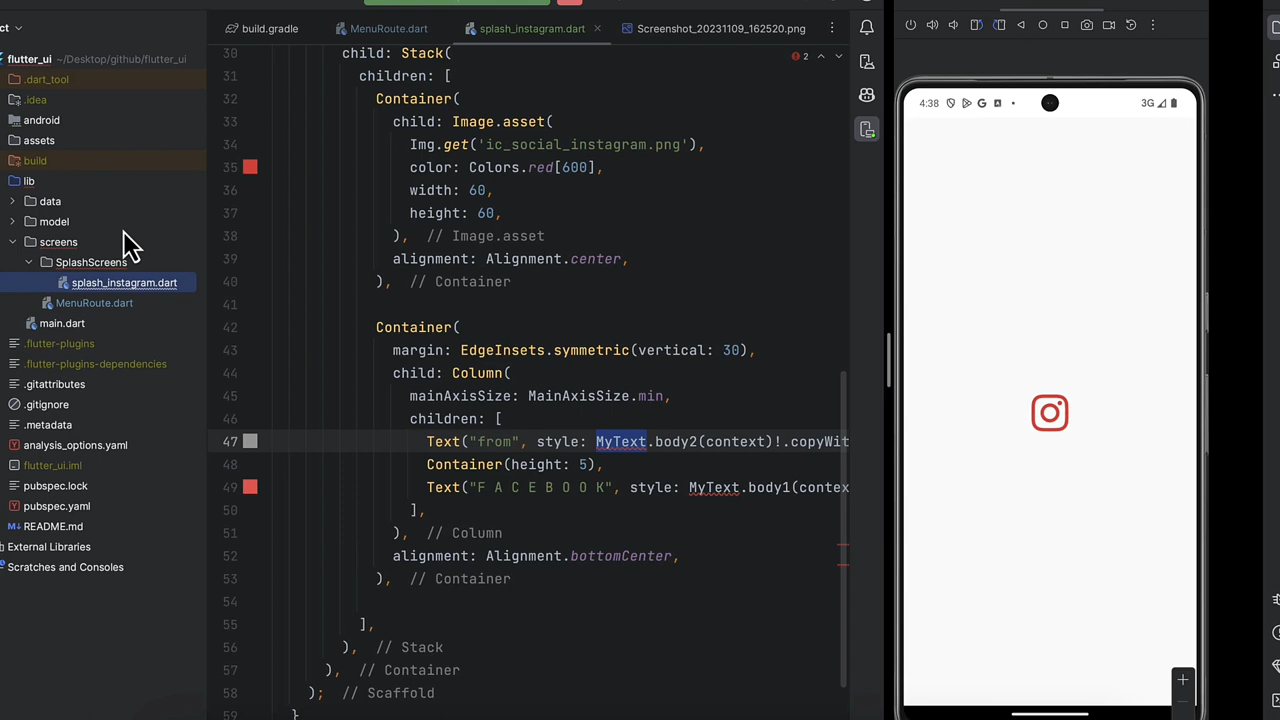 ct
build.gradle
MenuRoute.dart
splash_instagram.dart
Screenshot_20231109_162520.png
flutter_ui ~/Desktop/github/flutter_ui
.dart_tool
.idea
android
assets
build
lib
data
model
screens
SplashScreens
splash_instagram.dart
MenuRoute.dart
main.dart
.flutter-plugins
.flutter-plugins-dependencies
.gitattributes
.gitignore
.metadata
analysis_options.yaml
flutter_ui.iml
pubspec.lock
pubspec.yaml
README.md
External Libraries
Scratches and Consoles
2
30 child: Stack(
31 children: [
32 Container(
33 child: Image.asset(
34 Img.get('ic_social_instagram.png'),
35 color: Colors.red[600],
36 width: 60,
37 height: 60,
38 ), // Image.asset
39 alignment: Alignment.center,
40 ), // Container
41
42 Container(
43 margin: EdgeInsets.symmetric(vertical: 30),
44 child: Column(
45 mainAxisSize: MainAxisSize.min,
46 children: [
47 Text("from", style: MyText.body2(context)!.copyWit
48 Container(height: 5),
49 Text("F A C E B O O K", style: MyText.body1(contex
50 ],
51 ), // Column
52 alignment: Alignment.bottomCenter,
53 ), // Container
54
55 ],
56 ), // Stack
57 ), // Container
58 ); // Scaffold
59 }
4:38
3G